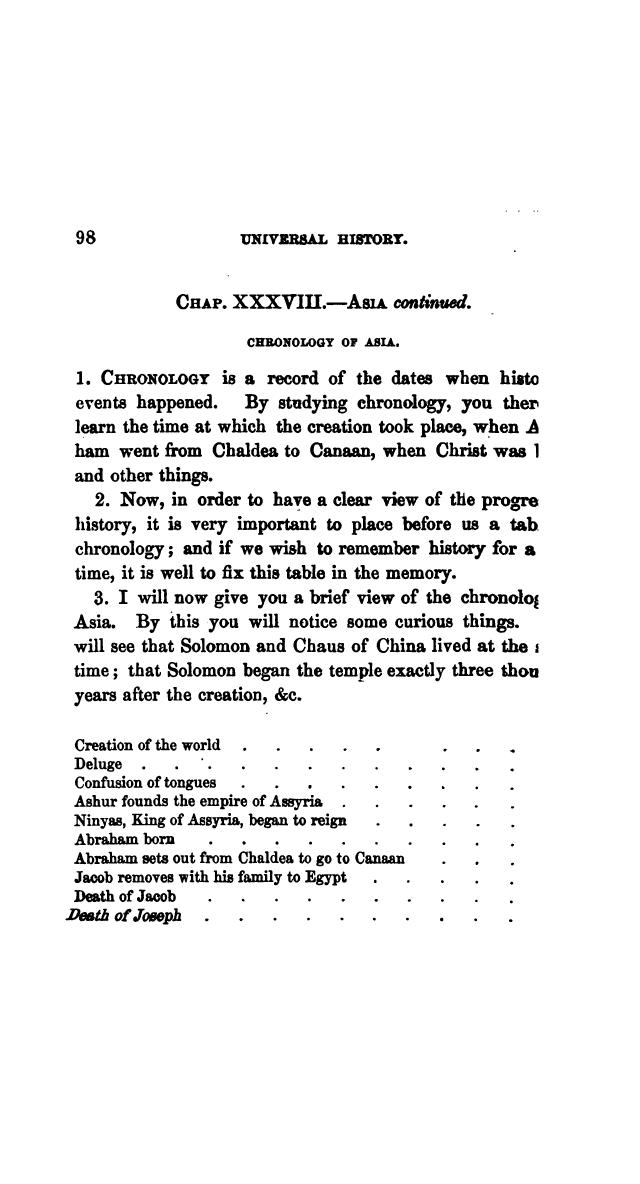 98 UNIVERSAL HISTORY.
CHAP. XXXVIII.—ASIA continued.
CHRONOLOGY OF ASIA.
1. CHRONOLOGY is a record of the dates when histo
events happened. By studying chronology, you ther
learn the time at which the creation took place, when A
ham went from Chaldea to Canaan, when Christ was
and other things.
2. Now, in order to have a clear view of the progre
history, it is very important to place before us a tab
chronology; and if we wish to remember history for a
time, it is well to fix this table in the memory.
3. I will now give you a brief view of the chronolog
Asia. By this you will notice some curious things.
will see that Solomon and Chaus of China lived at the
time; that Solomon began the temple exactly three thou
years after the creation, &c.
Creation of the world . . . . . . . .
Deluge . . . . . . . . . . . .
Confusion of tongues . . . . . . . . .
Ashur founds the empire of Assyria . . . . . .
Ninyas, King of Assyria, began to reign . . . . .
Abraham born . . . . . . . . . .
Abraham sets out from Chaldea to go to Canaan . . .
Jacob removes with his family to Egypt . . . . .
Death of Jacob . . . . . . . . . .
Death of Joseph . . . . . . . . . .